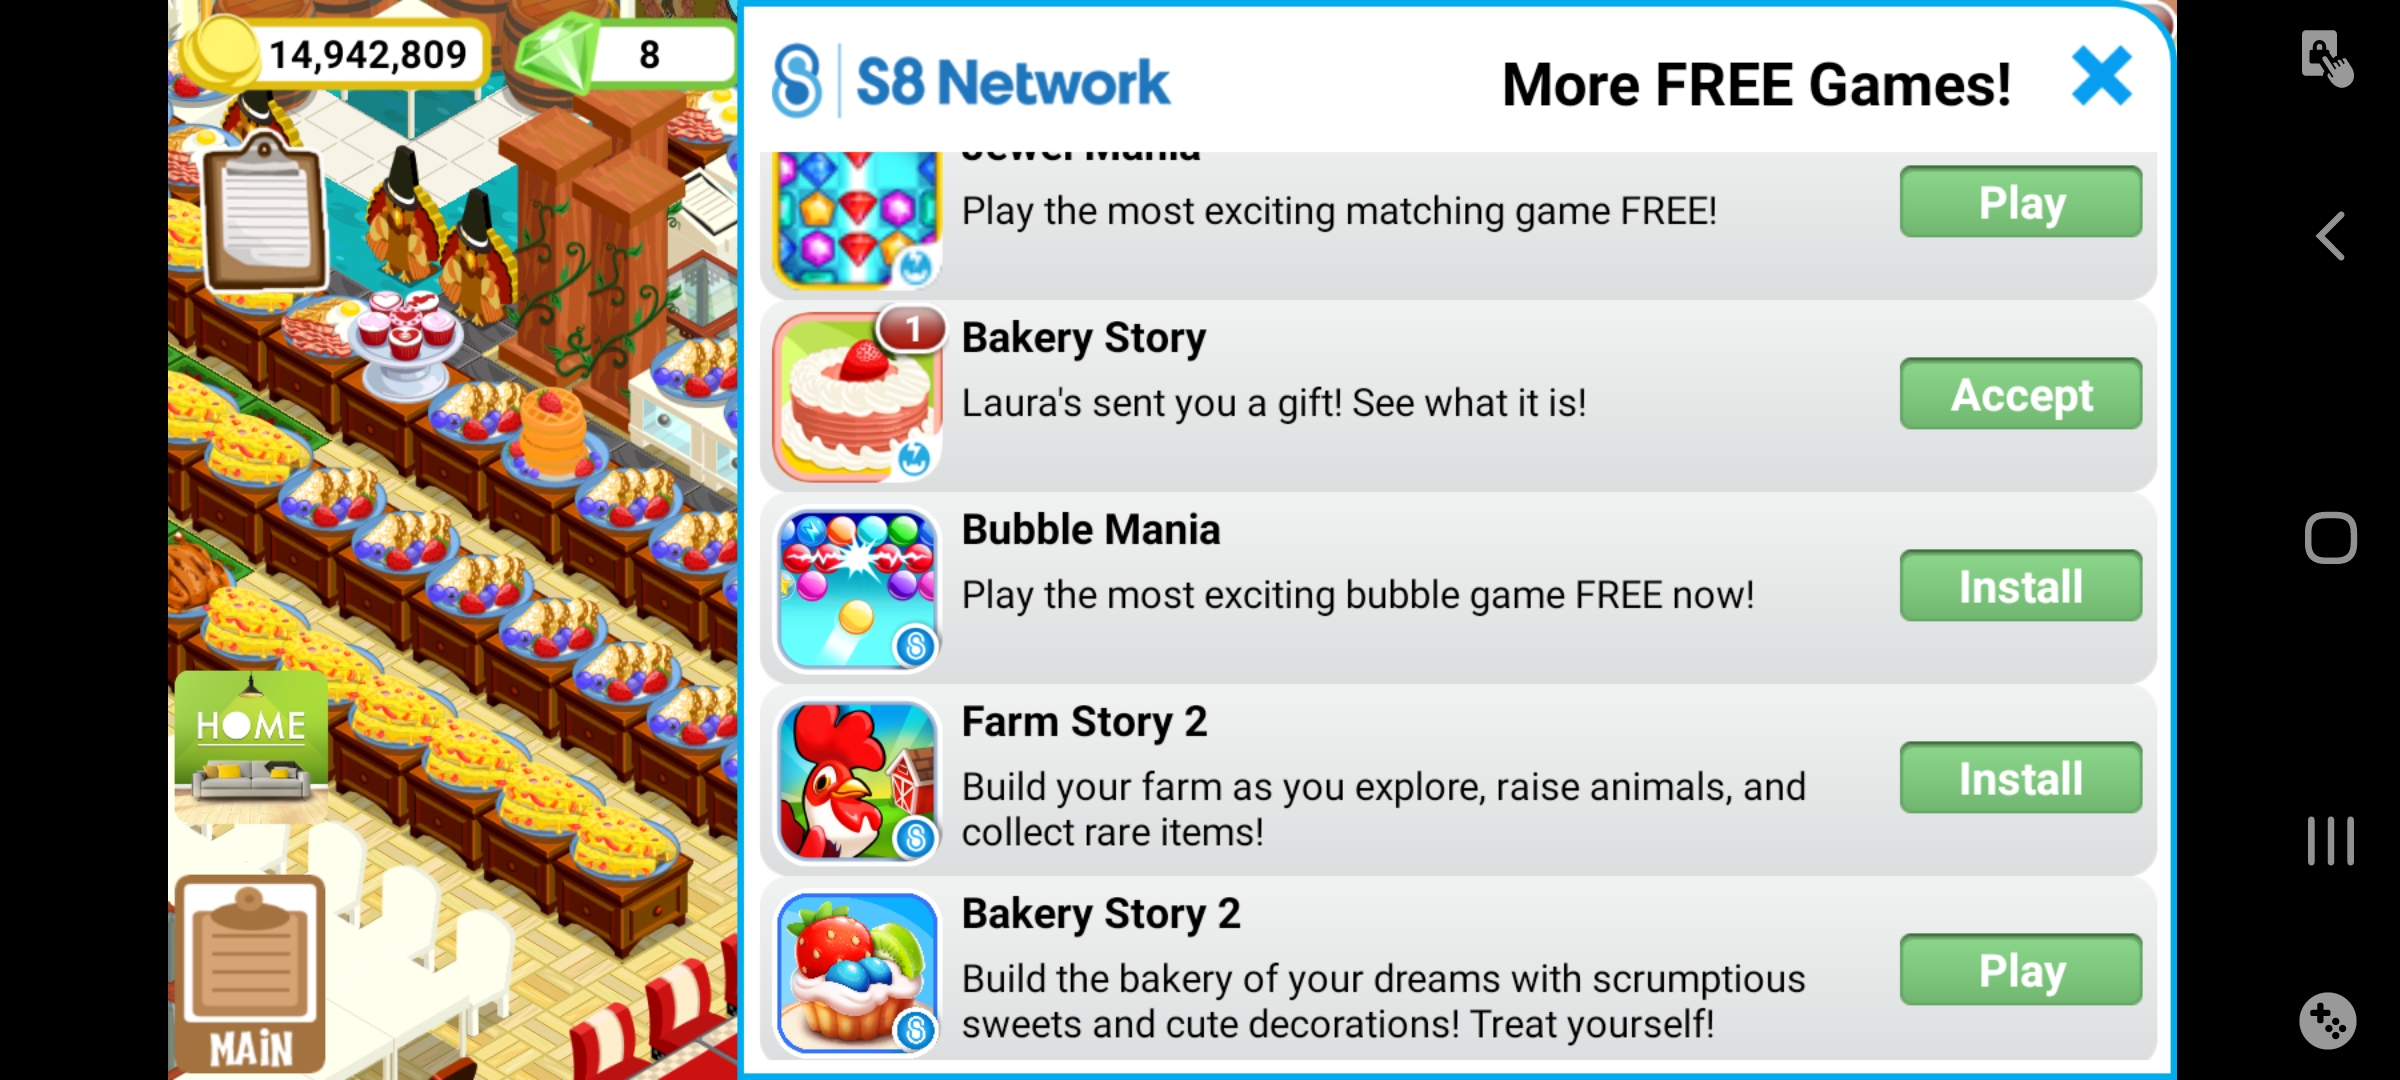 14,942,809
8
S8 Network
More FREE Games!
Jewel Mania
Play the most exciting matching game FREE!
Play
1
Bakery Story
Laura's sent you a gift! See what it is!
Accept
Bubble Mania
Play the most exciting bubble game FREE now!
Install
Farm Story 2
Build your farm as you explore, raise animals, and
collect rare items!
Install
Bakery Story 2
Build the bakery of your dreams with scrumptious
sweets and cute decorations! Treat yourself!
Play
HOME
MAiN